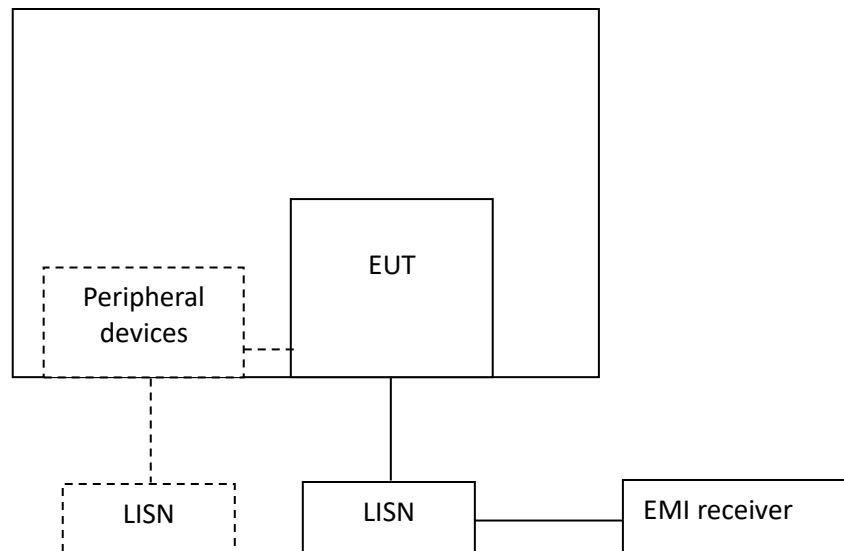 EUT
Peripheral
devices
LISN
LISN
EMI receiver